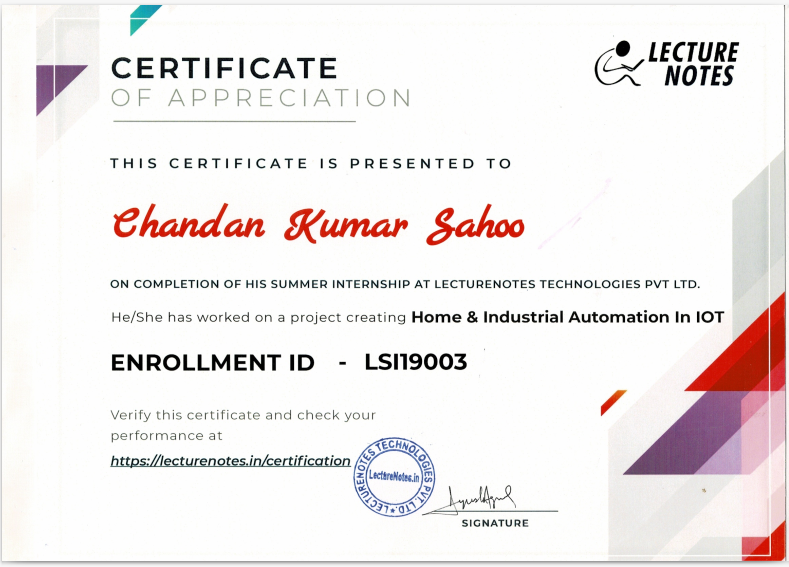 CERTIFICATE
OF APPRECIATION
LECTURE
NOTES
THIS CERTIFICATE IS PRESENTED TO
Chandan Kumar Sahoo
ON COMPLETION OF HIS SUMMER INTERNSHIP AT LECTURENOTES TECHNOLOGIES PVT LTD.
He/She has worked on a project creating Home & Industrial Automation In IOT
ENROLLMENT ID - LSI19003
Verify this certificate and check your
performance at
https://lecturenotes.in/certification
LECTURENOTES TECHNOLOGIES PVT. LTD.
LectureNotes.in
SIGNATURE